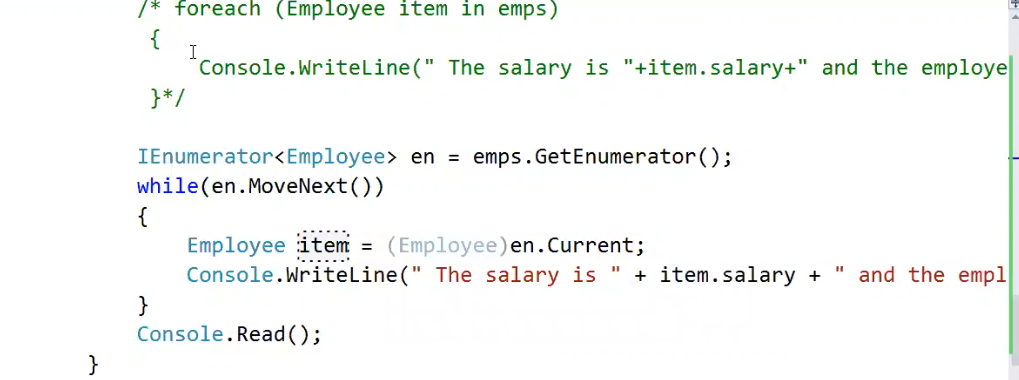 /* foreach (Employee item in emps)
{
Console.WriteLine(" The salary is "+item.salary+" and the employe
}*/
IEnumerator<Employee> en = emps.GetEnumerator();
while(en.MoveNext())
{
Employee item = (Employee)en.Current;
Console.WriteLine(" The salary is " + item.salary + " and the empl
}
Console.Read();
}